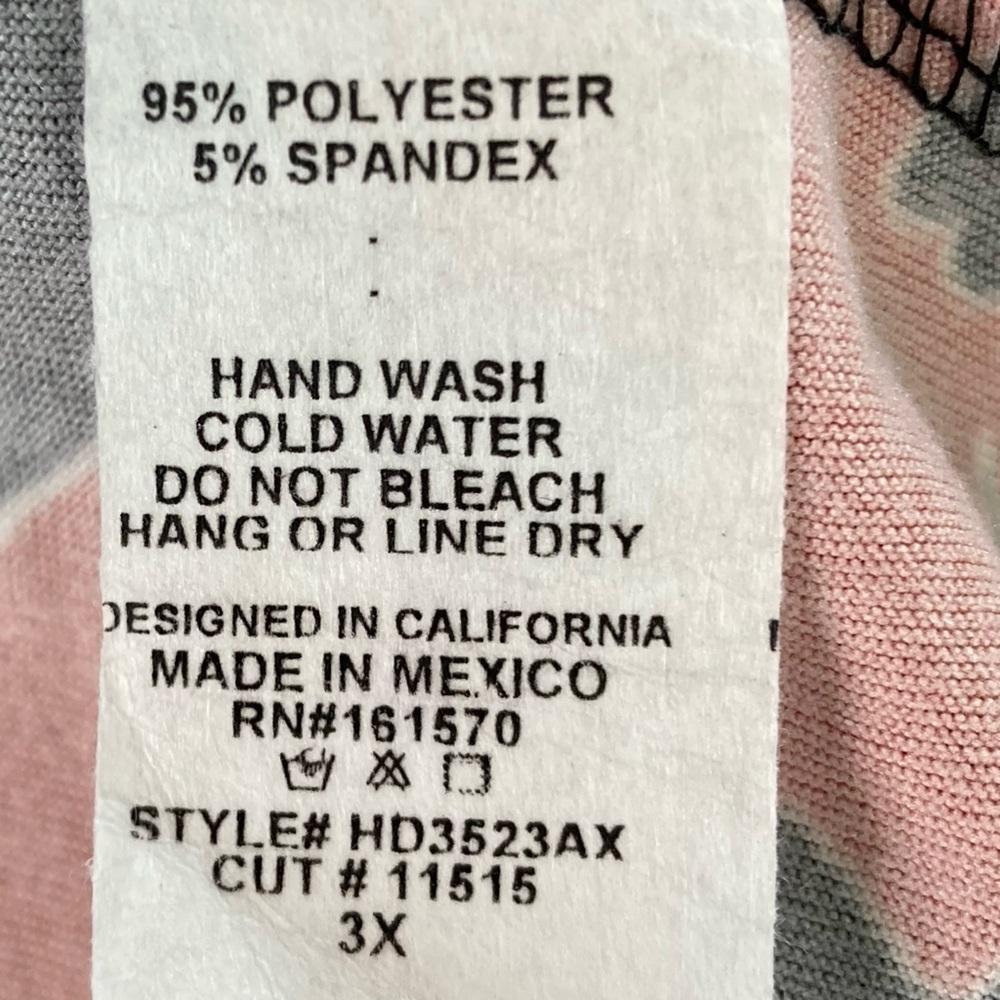 95% POLYESTER
5% SPANDEX
:
HAND WASH
COLD WATER
DO NOT BLEACH
HANG OR LINE DRY
DESIGNED IN CALIFORNIA
MADE IN MEXICO
RN#161570
STYLE# HD3523AX
CUT # 11515
3X